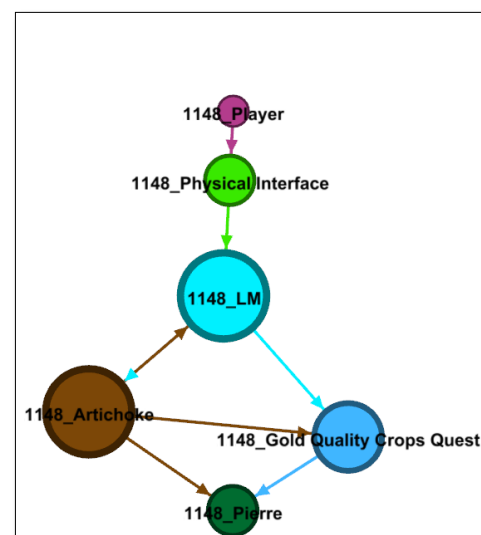 1148_Player
1148_Physical Interface
1148_LM
1148_Artichoke
1148_Gold Quality Crops Quest
1148_Pierre